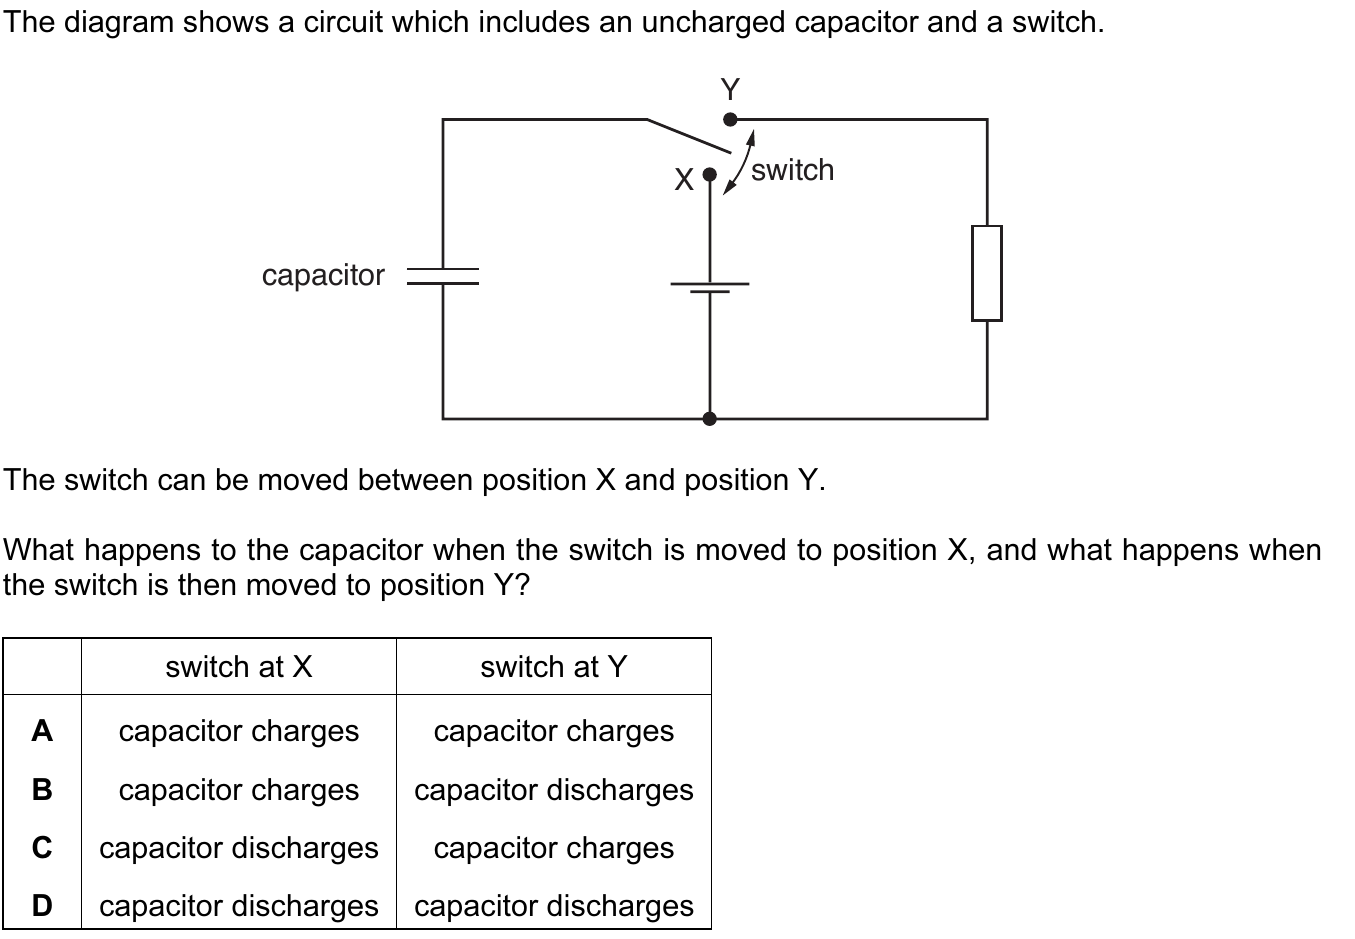 The diagram shows a circuit which includes an uncharged capacitor and a switch.
Y
X
switch
capacitor
The switch can be moved between position X and position Y.
What happens to the capacitor when the switch is moved to position X, and what happens when
the switch is then moved to position Y?
switch at X switch at Y
A capacitor charges capacitor charges
B capacitor charges capacitor discharges
C capacitor discharges capacitor charges
D capacitor discharges capacitor discharges